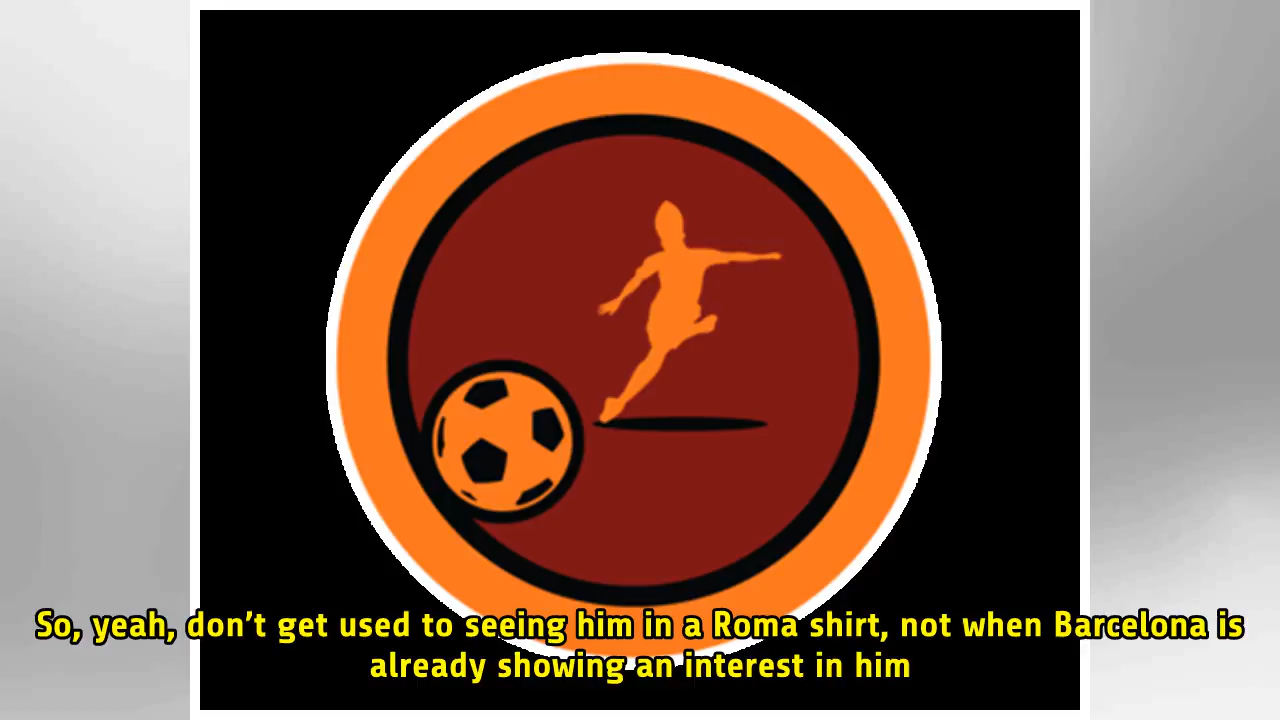 So, yeah, don’t get used to seeing him in a Roma shirt, not when Barcelona is
already showing an interest in him